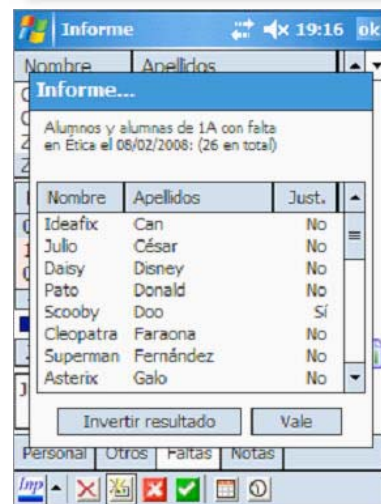 Informe 19:16 ok
Nombre Apellidos
Informe...
Alumnos y alumnas de 1A con falta
en Ética el 08/02/2008: (26 en total)
Nombre Apellidos Just.
Ideafix Can No
Julio César No
Daisy Disney No
Pato Donald No
Scooby Doo Sí
Cleopatra Faraona No
Superman Fernández No
Asterix Galo No
Invertir resultado Vale
Personal Otros Faltas Notas
Inp